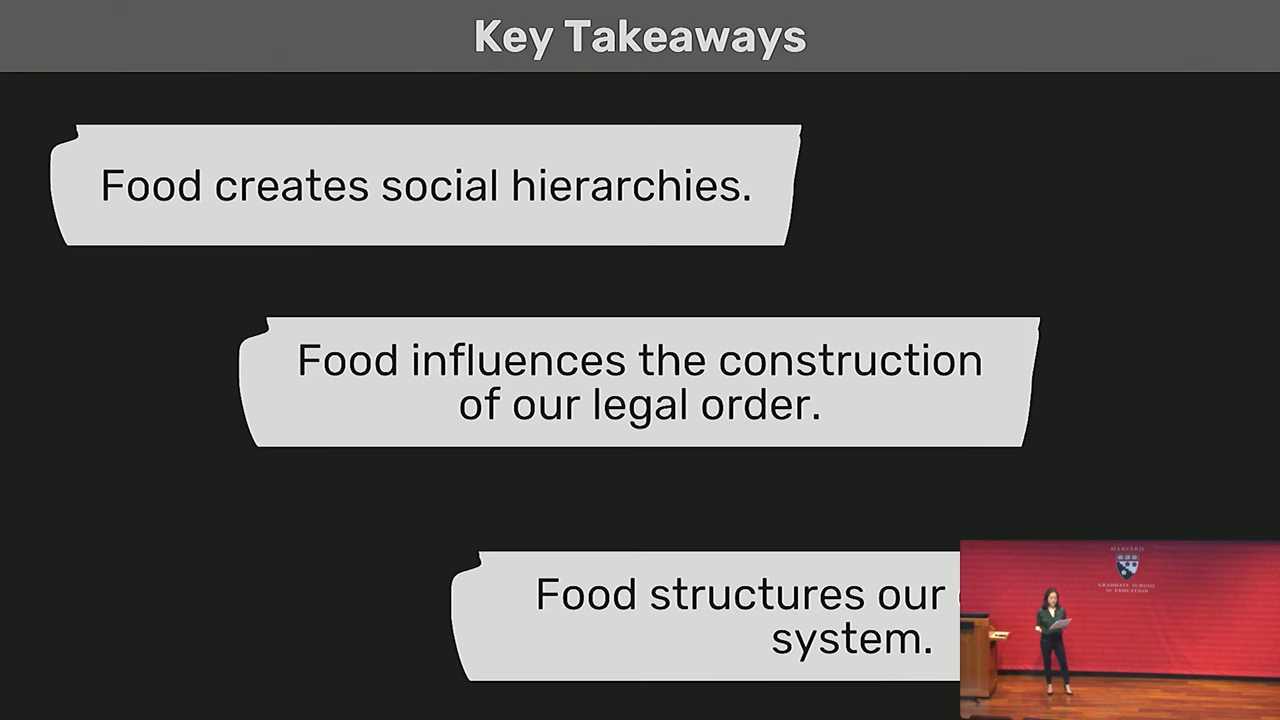 Key Takeaways
Food creates social hierarchies.
Food influences the construction
of our legal order.
Food structures our
system.
HARVARD
GRADUATE SCHOOL
OF EDUCATION